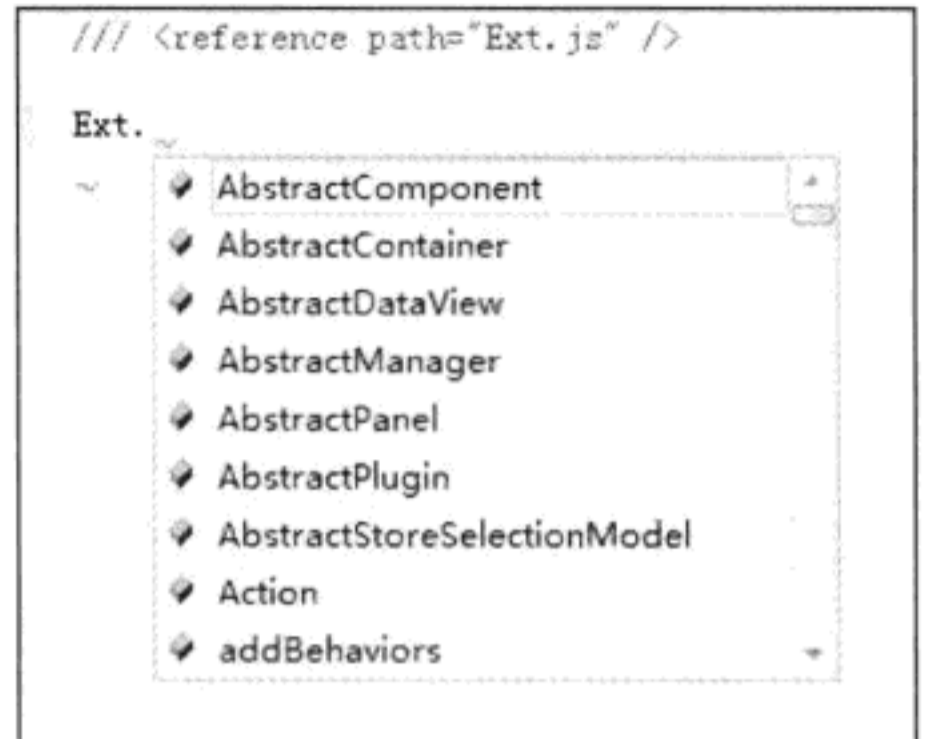 /// <reference path="Ext.js" />
Ext.
AbstractComponent
AbstractContainer
AbstractDataView
AbstractManager
AbstractPanel
AbstractPlugin
AbstractStoreSelectionModel
Action
addBehaviors